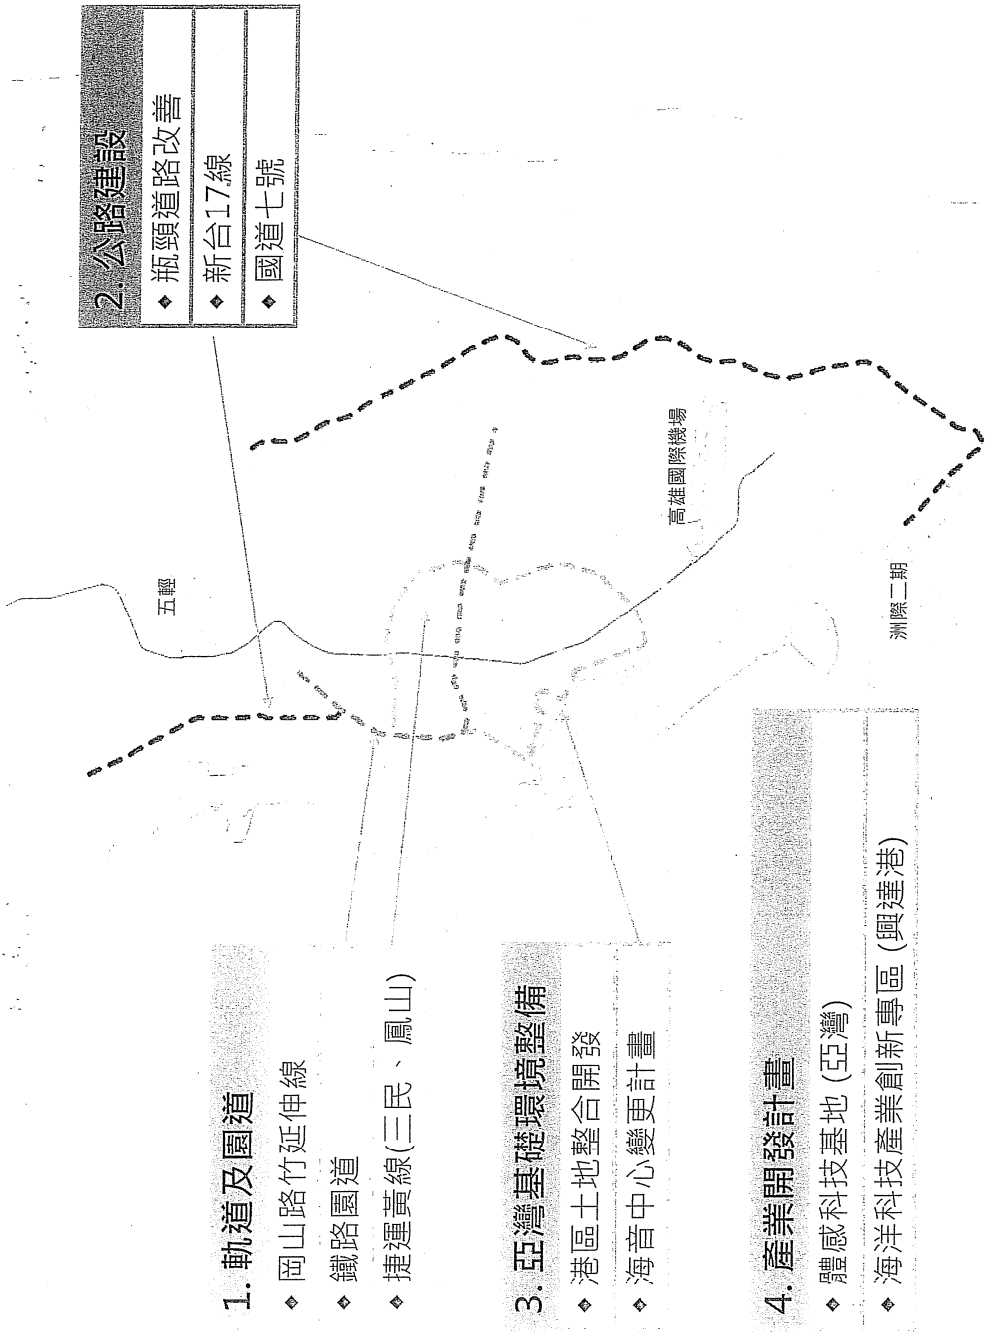 1. 軌道及園道
◆ 岡山路竹延伸線
◆ 鐵路園道
◆ 捷運黃線(三民、鳳山)
2. 公路建設
◆ 瓶頸道路改善
◆ 新台17線
◆ 國道七號
3. 亞灣基礎環境整備
◆ 港區土地整合開發
◆ 海音中心變更計畫
4. 產業開發計畫
◆ 體感科技基地 (亞灣)
◆ 海洋科技產業創新專區 (興達港)
五輕
高雄國際機場
洲際二期